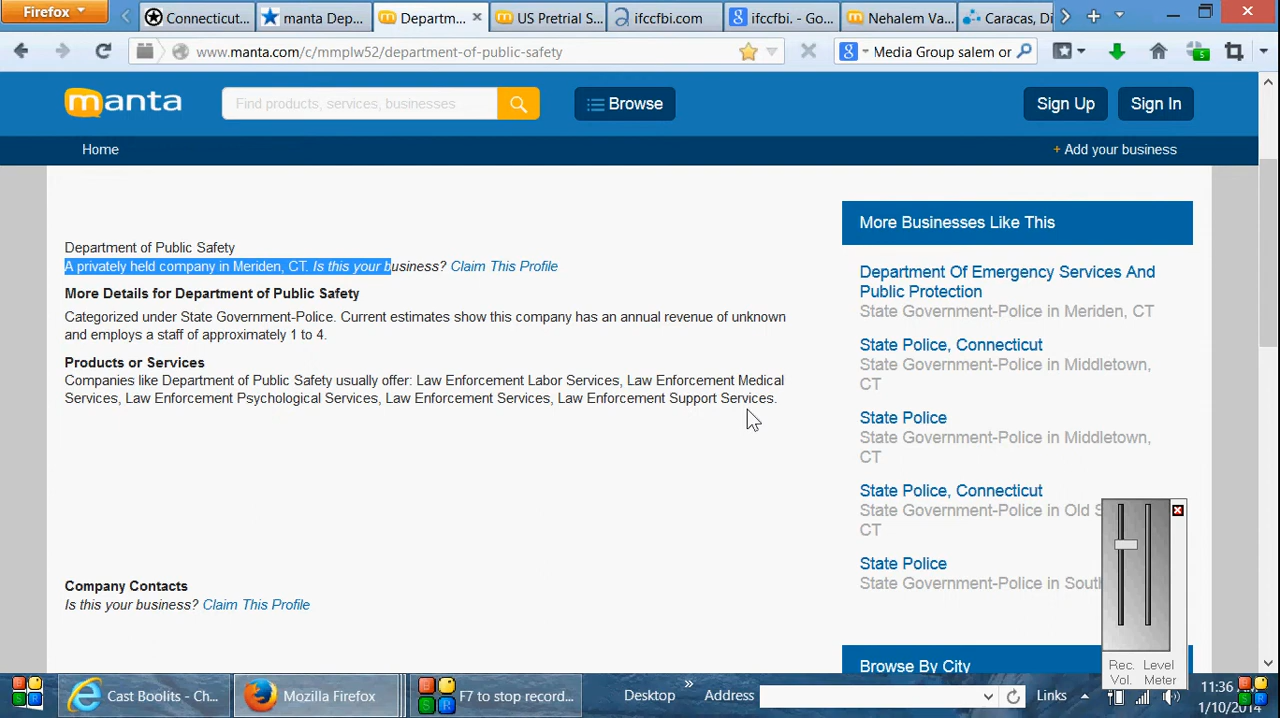 Firefox
Connecticut...
manta Dep...
Departm...
US Pretrial S...
ifccfbi.com
ifccfbi. - Go...
Nehalem Va...
Caracas, Di
www.manta.com/c/mmplw52/department-of-public-safety
Media Group salem or
manta
Find products, services, businesses
Browse
Sign Up
Sign In
Home
+ Add your business
Department of Public Safety
A privately held company in Meriden, CT. Is this your business? Claim This Profile
More Details for Department of Public Safety
Categorized under State Government-Police. Current estimates show this company has an annual revenue of unknown
and employs a staff of approximately 1 to 4.
Products or Services
Companies like Department of Public Safety usually offer: Law Enforcement Labor Services, Law Enforcement Medical
Services, Law Enforcement Psychological Services, Law Enforcement Services, Law Enforcement Support Services.
Company Contacts
Is this your business? Claim This Profile
More Businesses Like This
Department Of Emergency Services And
Public Protection
State Government-Police in Meriden, CT
State Police, Connecticut
State Government-Police in Middletown,
CT
State Police
State Government-Police in Middletown,
CT
State Police, Connecticut
State Government-Police in Old S
CT
State Police
State Government-Police in Sout
Browse By City
Rec. Level
Vol. Meter
Cast Boolits - Ch...
Mozilla Firefox
F7 to stop record...
Desktop
Address
Links
11:36 AM
1/10/2014